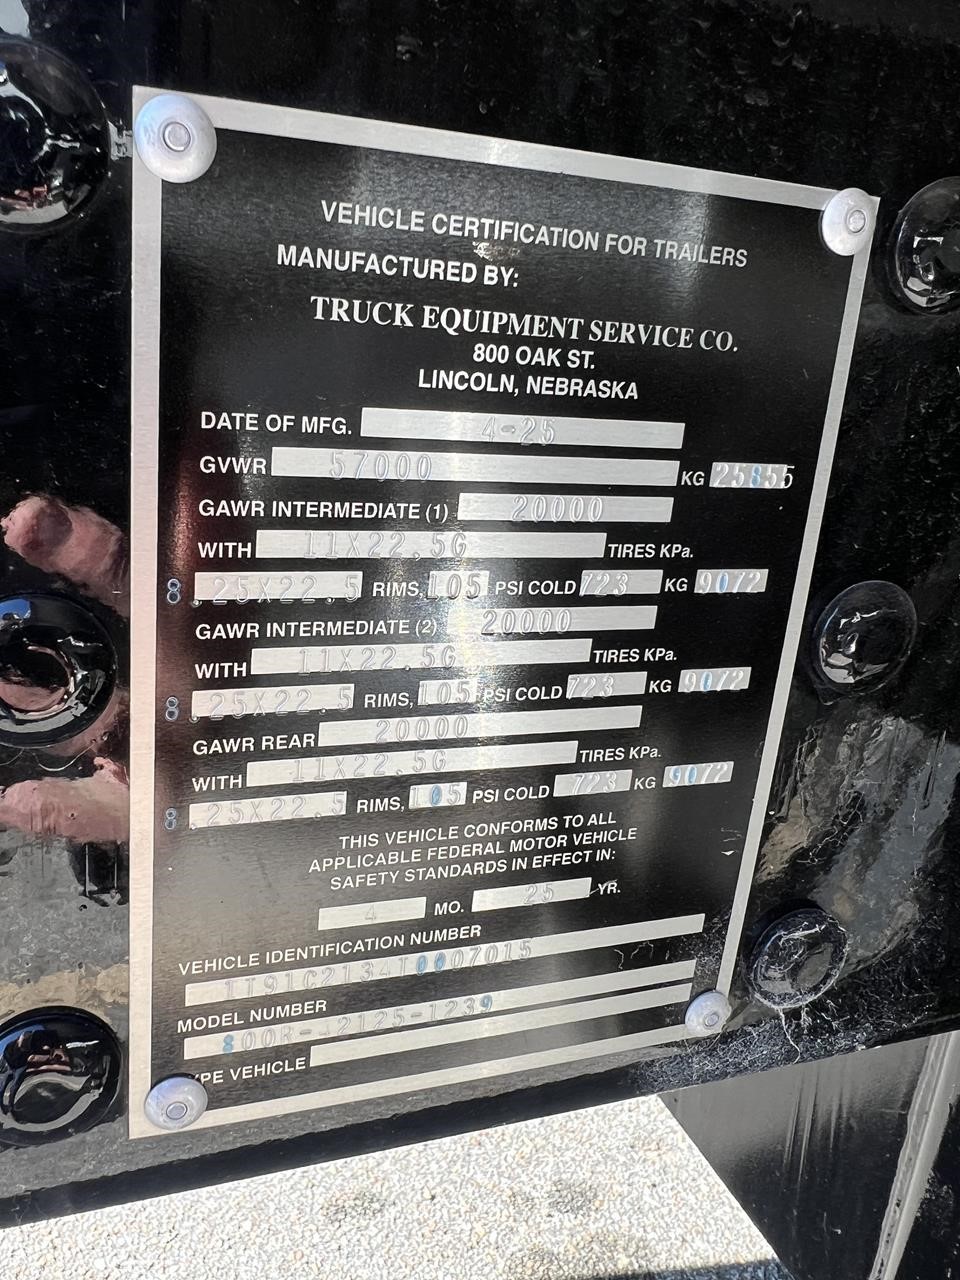 VEHICLE CERTIFICATION FOR TRAILERS
MANUFACTURED BY:
TRUCK EQUIPMENT SERVICE CO.
800 OAK ST.
LINCOLN, NEBRASKA
DATE OF MFG. 4-25
GVWR 57000 KG 25855
GAWR INTERMEDIATE (1) 20000
WITH 11X22.5G TIRES KPa.
8.25X22.5 RIMS, 105 PSI COLD 723 KG 9072
GAWR INTERMEDIATE (2) 20000
WITH 11X22.5G TIRES KPa.
8.25X22.5 RIMS, 105 PSI COLD 723 KG 9072
GAWR REAR 20000
WITH 11X22.5G TIRES KPa.
8.25X22.5 RIMS, 105 PSI COLD 723 KG 9072
THIS VEHICLE CONFORMS TO ALL
APPLICABLE FEDERAL MOTOR VEHICLE
SAFETY STANDARDS IN EFFECT IN:
4 MO. 25 YR.
VEHICLE IDENTIFICATION NUMBER
1T91C2134T0007015
MODEL NUMBER
VEHICLE